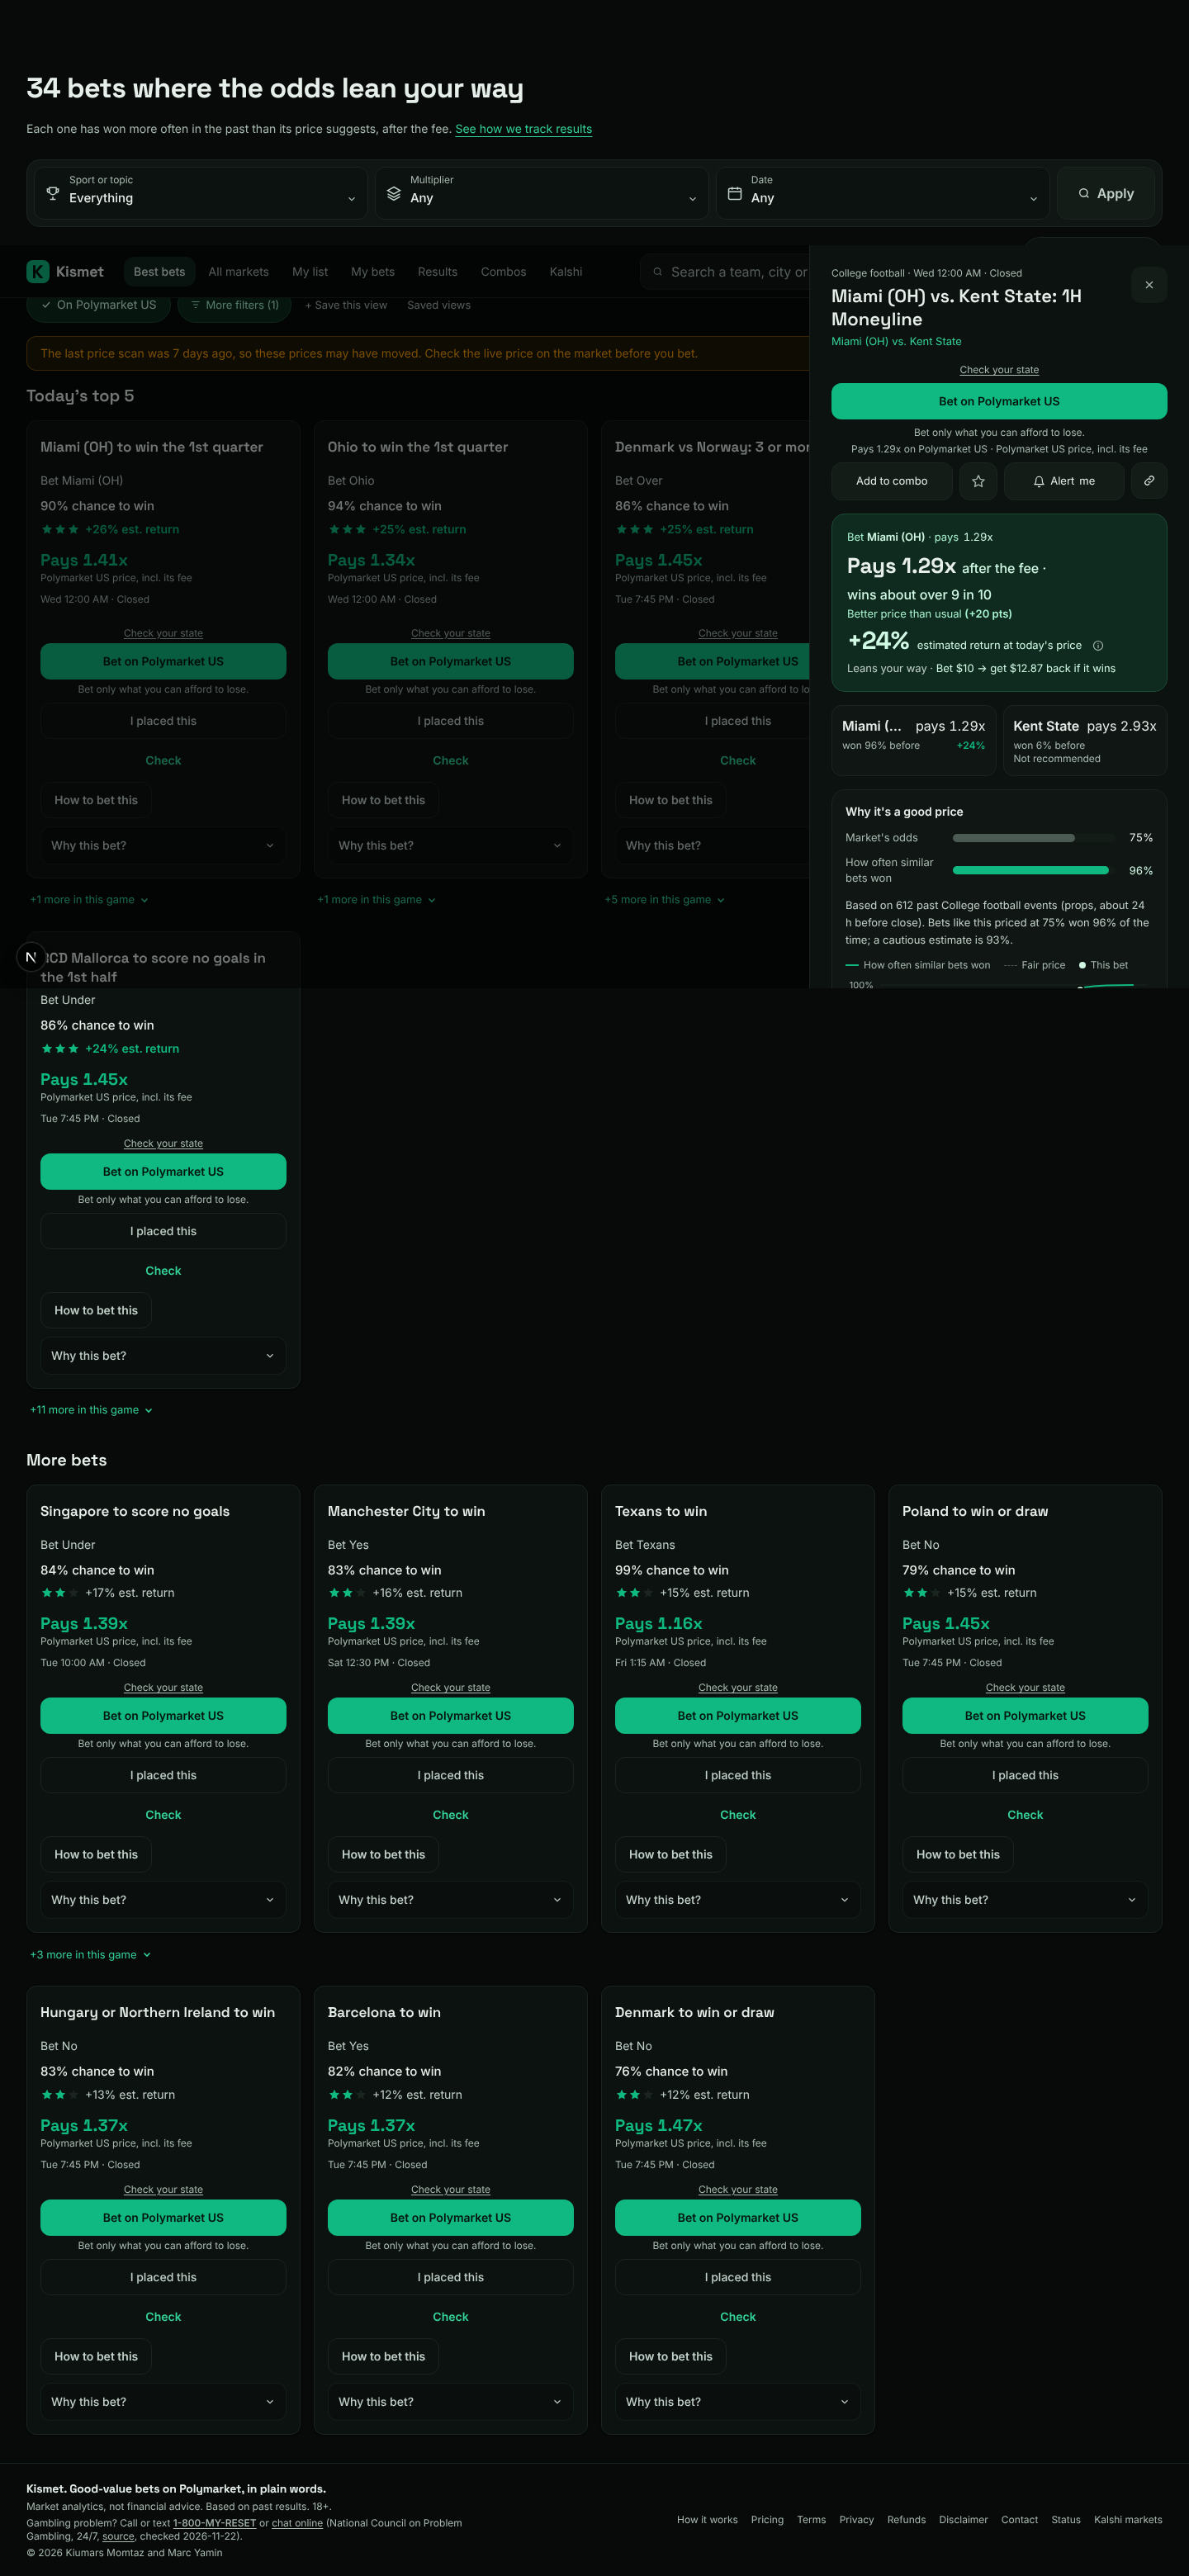 34 bets where the odds lean your way
Each one has won more often in the past than its price suggests, after the fee. See how we track results
Sport or topic
Everything
Multiplier
Any
Date
Any
Apply
Kismet
Best bets
All markets
My list
My bets
Results
Combos
Kalshi
Search a team, city or
On Polymarket US
More filters (1)
+ Save this view
Saved views
The last price scan was 7 days ago, so these prices may have moved. Check the live price on the market before you bet.
Today's top 5
Miami (OH) to win the 1st quarter
Bet Miami (OH)
90% chance to win
+26% est. return
Pays 1.41x
Polymarket US price, incl. its fee
Wed 12:00 AM · Closed
Check your state
Bet on Polymarket US
Bet only what you can afford to lose.
I placed this
Check
How to bet this
Why this bet?
+1 more in this game
Ohio to win the 1st quarter
Bet Ohio
94% chance to win
+25% est. return
Pays 1.34x
Polymarket US price, incl. its fee
Wed 12:00 AM · Closed
Check your state
Bet on Polymarket US
Bet only what you can afford to lose.
I placed this
Check
How to bet this
Why this bet?
+1 more in this game
Denmark vs Norway: 3 or mor
Bet Over
86% chance to win
+25% est. return
Pays 1.45x
Polymarket US price, incl. its fee
Tue 7:45 PM · Closed
Check your state
Bet on Polymarket US
Bet only what you can afford to lo
I placed this
Check
How to bet this
Why this bet?
+5 more in this game
College football · Wed 12:00 AM · Closed
Miami (OH) vs. Kent State: 1H
Moneyline
Miami (OH) vs. Kent State
Check your state
Bet on Polymarket US
Bet only what you can afford to lose.
Pays 1.29x on Polymarket US · Polymarket US price, incl. its fee
Add to combo
Alert me
Bet Miami (OH) · pays 1.29x
Pays 1.29x after the fee ·
wins about over 9 in 10
Better price than usual (+20 pts)
+24% estimated return at today's price
Leans your way · Bet $10 → get $12.87 back if it wins
Miami (... pays 1.29x
won 96% before +24%
Kent State pays 2.93x
won 6% before
Not recommended
Why it's a good price
Market's odds 75%
How often similar
bets won
96%
Based on 612 past College football events (props, about 24
h before close). Bets like this priced at 75% won 96% of the
time; a cautious estimate is 93%.
How often similar bets won
Fair price
This bet
100%
RCD Mallorca to score no goals in
the 1st half
Bet Under
86% chance to win
+24% est. return
Pays 1.45x
Polymarket US price, incl. its fee
Tue 7:45 PM · Closed
Check your state
Bet on Polymarket US
Bet only what you can afford to lose.
I placed this
Check
How to bet this
Why this bet?
+11 more in this game
More bets
Singapore to score no goals
Bet Under
84% chance to win
+17% est. return
Pays 1.39x
Polymarket US price, incl. its fee
Tue 10:00 AM · Closed
Check your state
Bet on Polymarket US
Bet only what you can afford to lose.
I placed this
Check
How to bet this
Why this bet?
+3 more in this game
Manchester City to win
Bet Yes
83% chance to win
+16% est. return
Pays 1.39x
Polymarket US price, incl. its fee
Sat 12:30 PM · Closed
Check your state
Bet on Polymarket US
Bet only what you can afford to lose.
I placed this
Check
How to bet this
Why this bet?
Texans to win
Bet Texans
99% chance to win
+15% est. return
Pays 1.16x
Polymarket US price, incl. its fee
Fri 1:15 AM · Closed
Check your state
Bet on Polymarket US
Bet only what you can afford to lose.
I placed this
Check
How to bet this
Why this bet?
Poland to win or draw
Bet No
79% chance to win
+15% est. return
Pays 1.45x
Polymarket US price, incl. its fee
Tue 7:45 PM · Closed
Check your state
Bet on Polymarket US
Bet only what you can afford to lose.
I placed this
Check
How to bet this
Why this bet?
Hungary or Northern Ireland to win
Bet No
83% chance to win
+13% est. return
Pays 1.37x
Polymarket US price, incl. its fee
Tue 7:45 PM · Closed
Check your state
Bet on Polymarket US
Bet only what you can afford to lose.
I placed this
Check
How to bet this
Why this bet?
Barcelona to win
Bet Yes
82% chance to win
+12% est. return
Pays 1.37x
Polymarket US price, incl. its fee
Tue 7:45 PM · Closed
Check your state
Bet on Polymarket US
Bet only what you can afford to lose.
I placed this
Check
How to bet this
Why this bet?
Denmark to win or draw
Bet No
76% chance to win
+12% est. return
Pays 1.47x
Polymarket US price, incl. its fee
Tue 7:45 PM · Closed
Check your state
Bet on Polymarket US
Bet only what you can afford to lose.
I placed this
Check
How to bet this
Why this bet?
Kismet. Good-value bets on Polymarket, in plain words.
Market analytics, not financial advice. Based on past results. 18+.
Gambling problem? Call or text 1-800-MY-RESET or chat online (National Council on Problem
Gambling, 24/7, source, checked 2026-11-22).
© 2026 Kiumars Momtaz and Marc Yamin
How it works
Pricing
Terms
Privacy
Refunds
Disclaimer
Contact
Status
Kalshi markets